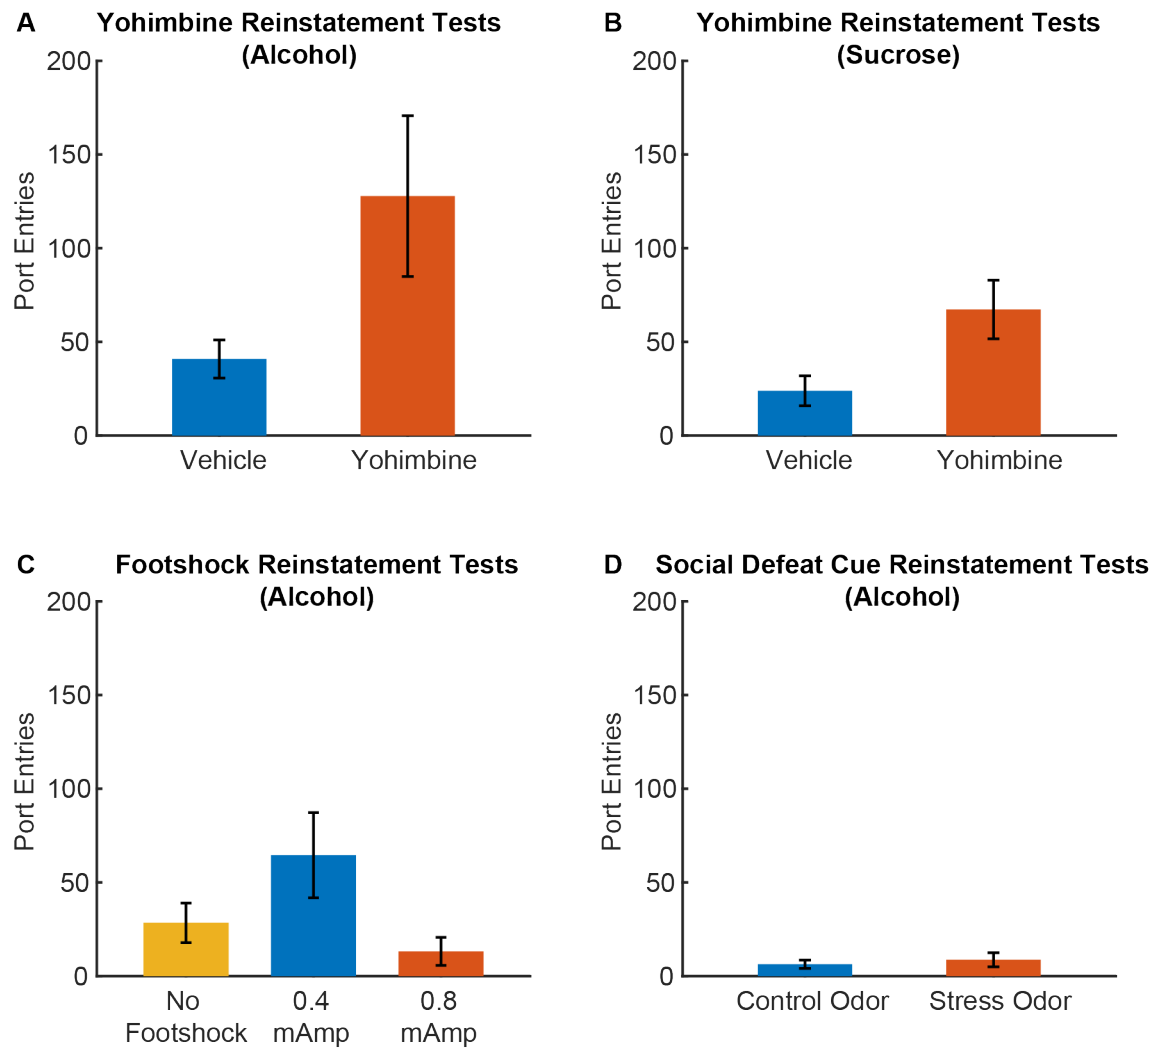 A Yohimbine Reinstatement Tests
(Alcohol)
200
150
100
50
0
Port Entries
Vehicle Yohimbine
B Yohimbine Reinstatement Tests
(Sucrose)
200
150
100
50
0
Port Entries
Vehicle Yohimbine
C Footshock Reinstatement Tests
(Alcohol)
200
150
100
50
0
Port Entries
No 0.4 0.8
Footshock mAmp mAmp
D Social Defeat Cue Reinstatement Tests
(Alcohol)
200
150
100
50
0
Port Entries
Control Odor Stress Odor